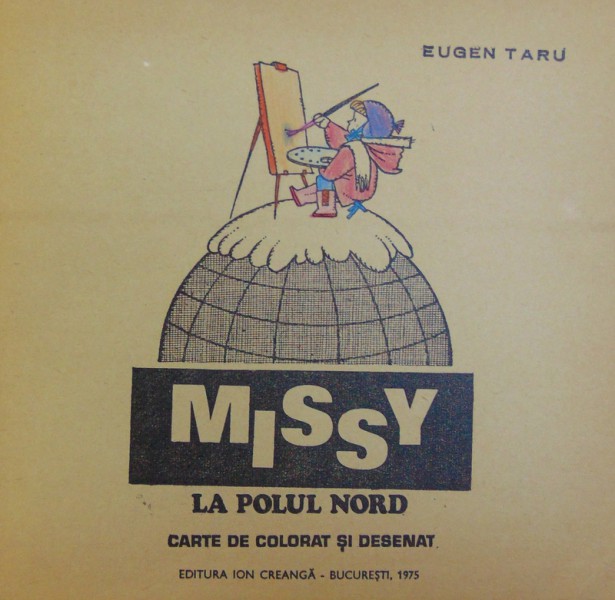 EUGEN TARU
MISSY
LA POLUL NORD
CARTE DE COLORAT ȘI DESENAT
EDITURA ION CREANGĂ - BUCUREȘTI, 1975